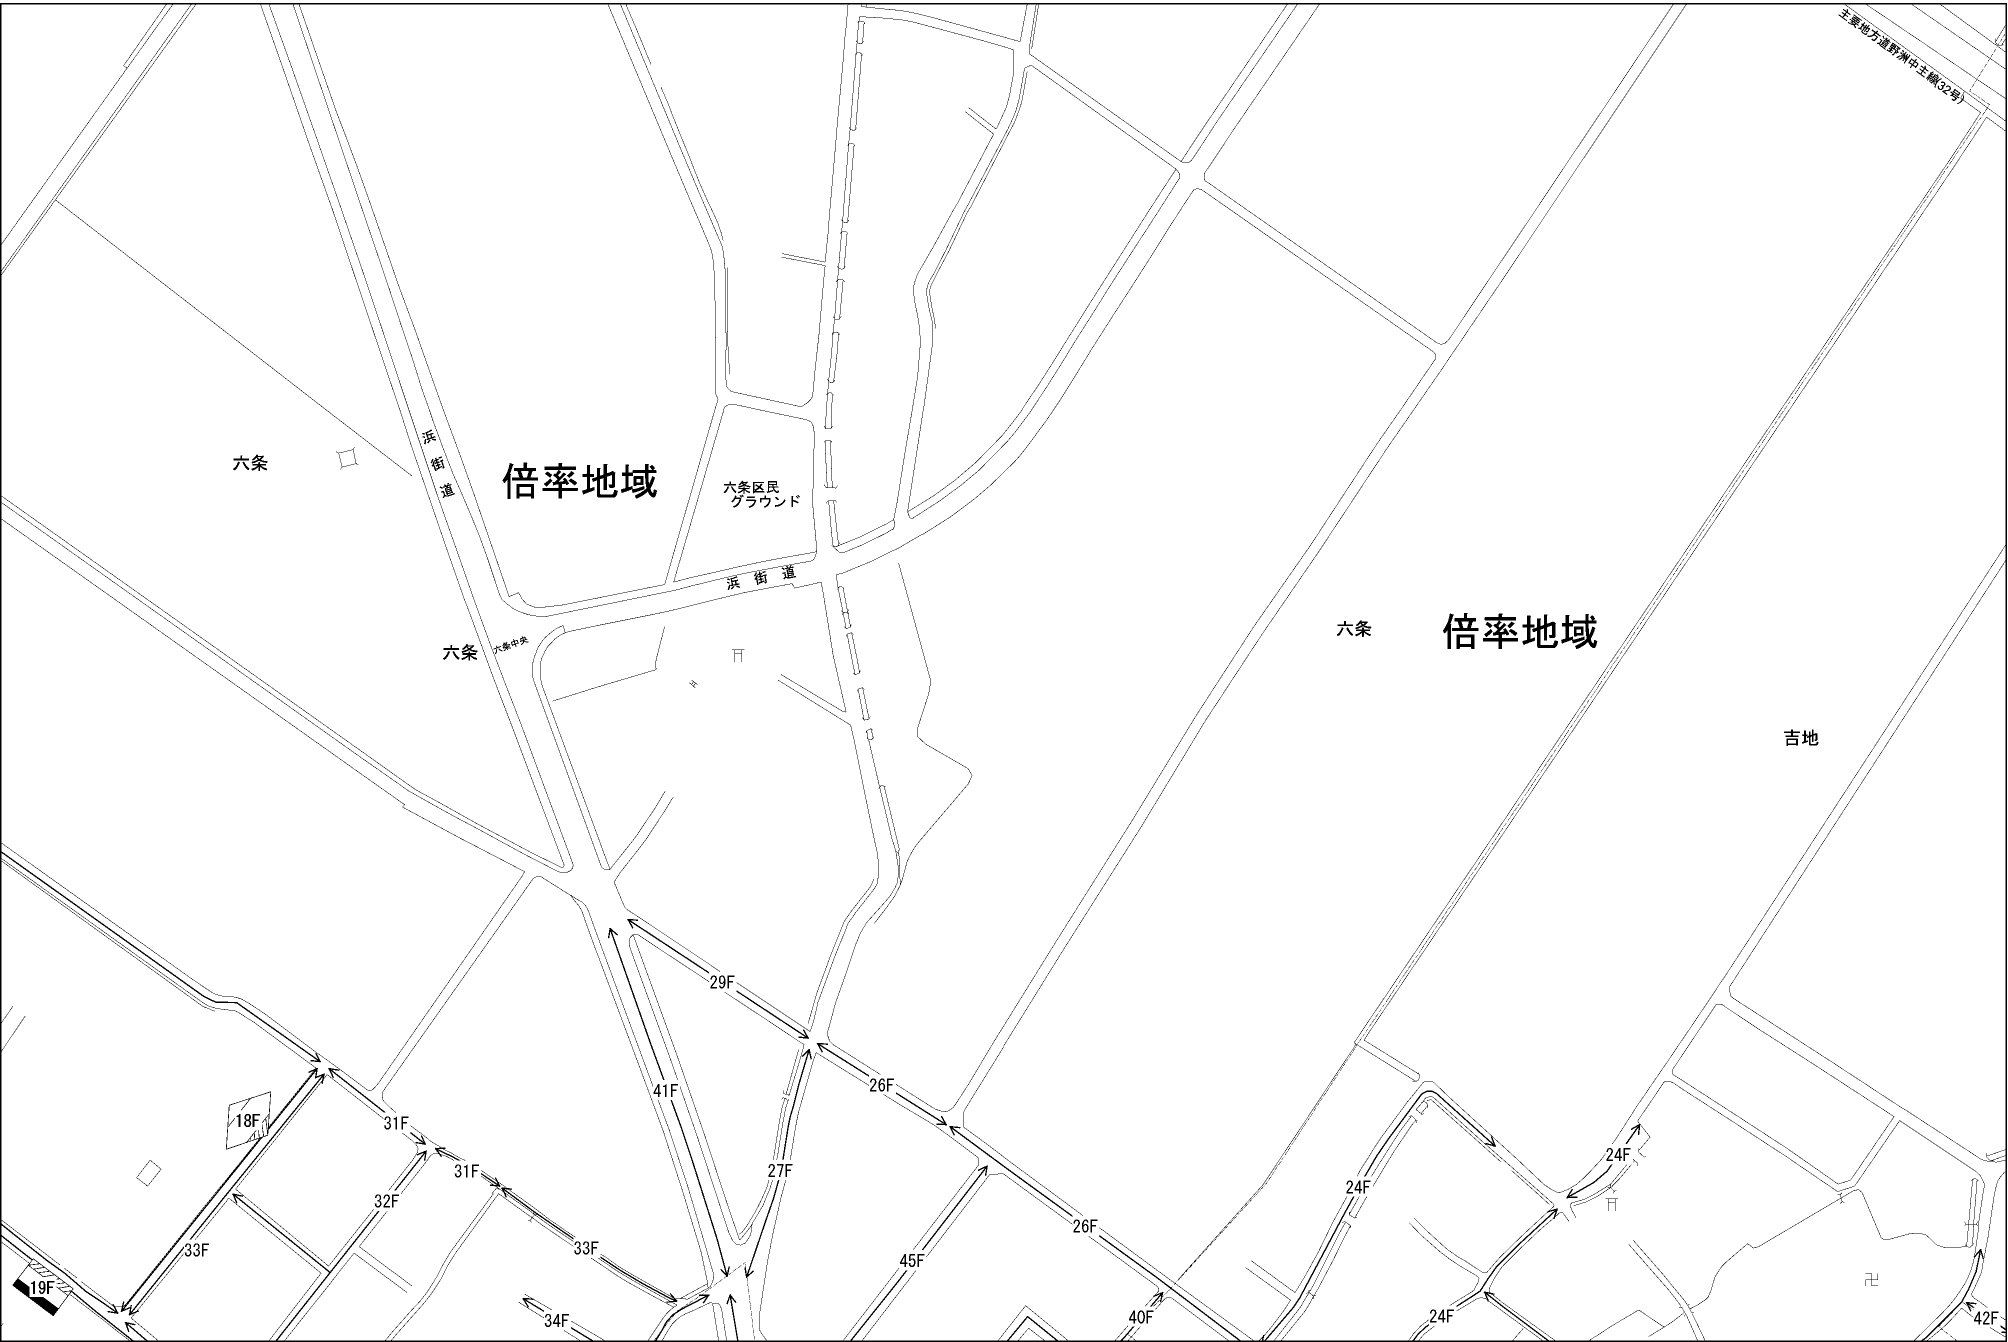 主要地方道野洲中主線(32号)
浜街道
六条
倍率地域
六条区民
グラウンド
浜街道
六条
六条中央
六条
倍率地域
吉地
29F
26F
41F
18F
31F
31F
27F
24F
24F
32F
26F
33F
33F
45F
19F
34F
40F
24F
42F